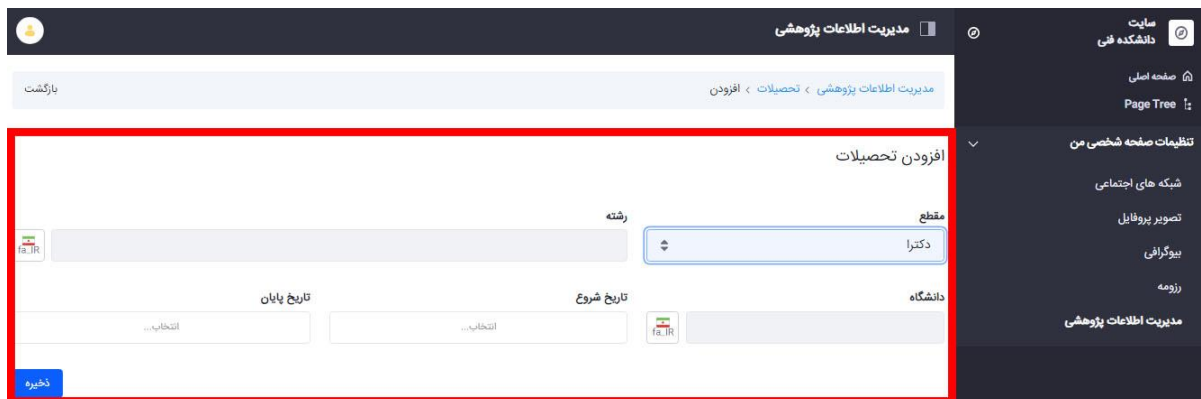 سایت
دانشکده فنی
صفحه اصلی
Page Tree
تنظیمات صفحه شخصی من
شبکه های اجتماعی
تصویر پروفایل
بیوگرافی
رزومه
مدیریت اطلاعات پژوهشی
مدیریت اطلاعات پژوهشی
مدیریت اطلاعات پژوهشی > تحصیلات > افزودن
بازگشت
افزودن تحصیلات
مقطع
رشته
دکترا
fa_IR
دانشگاه
تاریخ شروع
تاریخ پایان
fa_IR
انتخاب...
انتخاب...
ذخیره